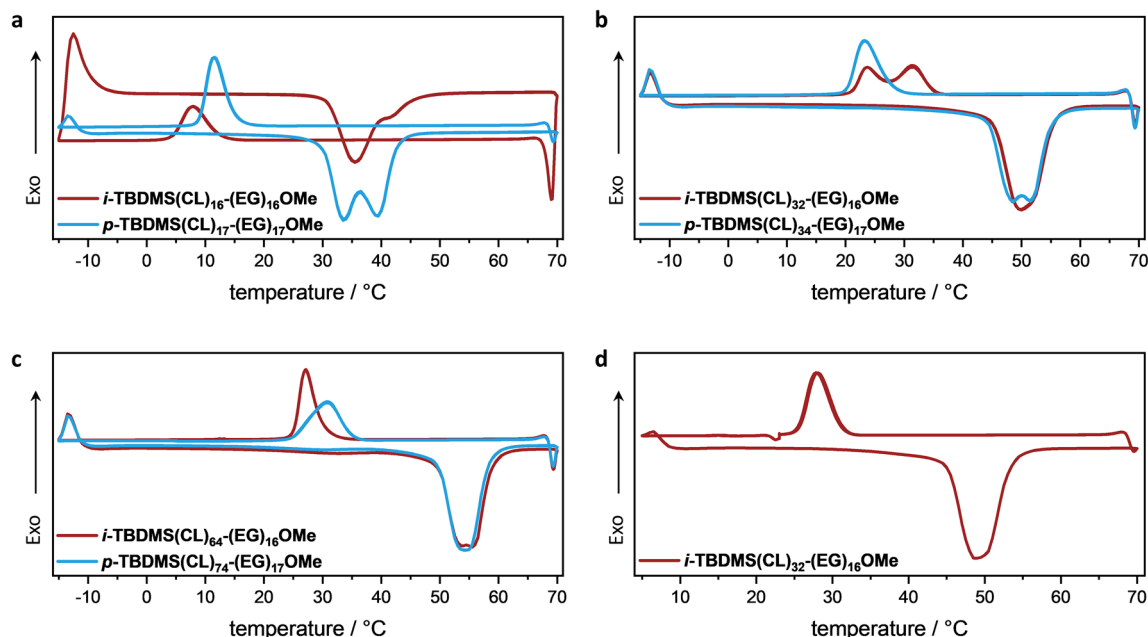 a
Exo
i-TBDMS(CL)16-(EG)16OMe
p-TBDMS(CL)17-(EG)17OMe
-10 0 10 20 30 40 50 60 70
temperature / °C
b
Exo
i-TBDMS(CL)32-(EG)16OMe
p-TBDMS(CL)34-(EG)17OMe
-10 0 10 20 30 40 50 60 70
temperature / °C
c
Exo
i-TBDMS(CL)64-(EG)16OMe
p-TBDMS(CL)74-(EG)17OMe
-10 0 10 20 30 40 50 60 70
temperature / °C
d
Exo
i-TBDMS(CL)32-(EG)16OMe
10 20 30 40 50 60 70
temperature / °C